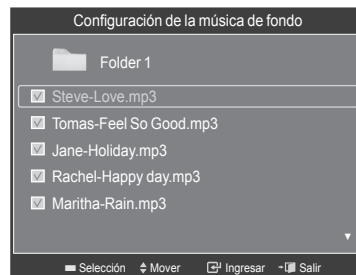 Configuración de la música de fondo
Folder 1
Steve-Love.mp3
Tomas-Feel So Good.mp3
Jane-Holiday.mp3
Rachel-Happy day.mp3
Maritha-Rain.mp3
Selección Mover Ingresar Salir